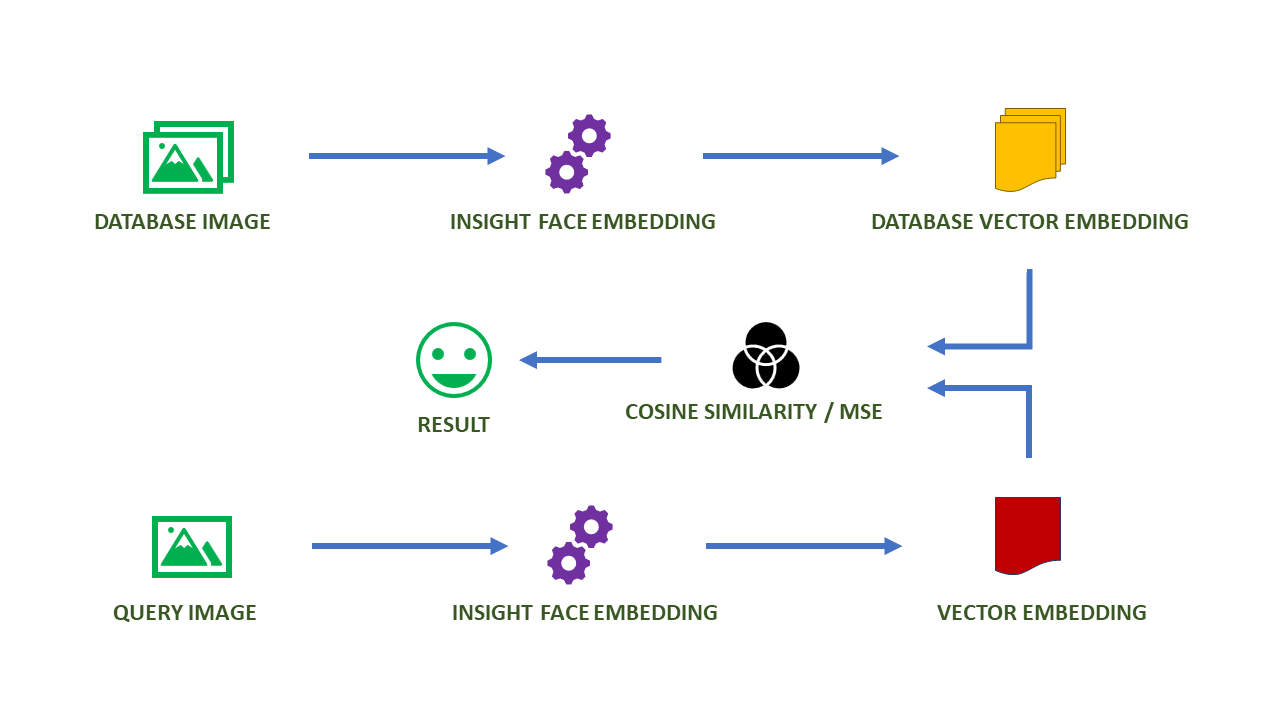 DATABASE IMAGE
INSIGHT FACE EMBEDDING
DATABASE VECTOR EMBEDDING
RESULT
COSINE SIMILARITY / MSE
QUERY IMAGE
INSIGHT FACE EMBEDDING
VECTOR EMBEDDING